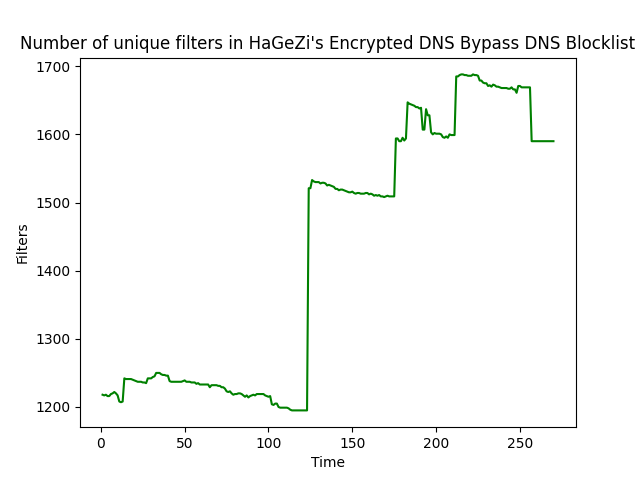 Number of unique filters in HaGeZi's Encrypted DNS Bypass DNS Blocklist
1700
1600
1500
1400
1300
1200
Filters
0 50 100 150 200 250
Time